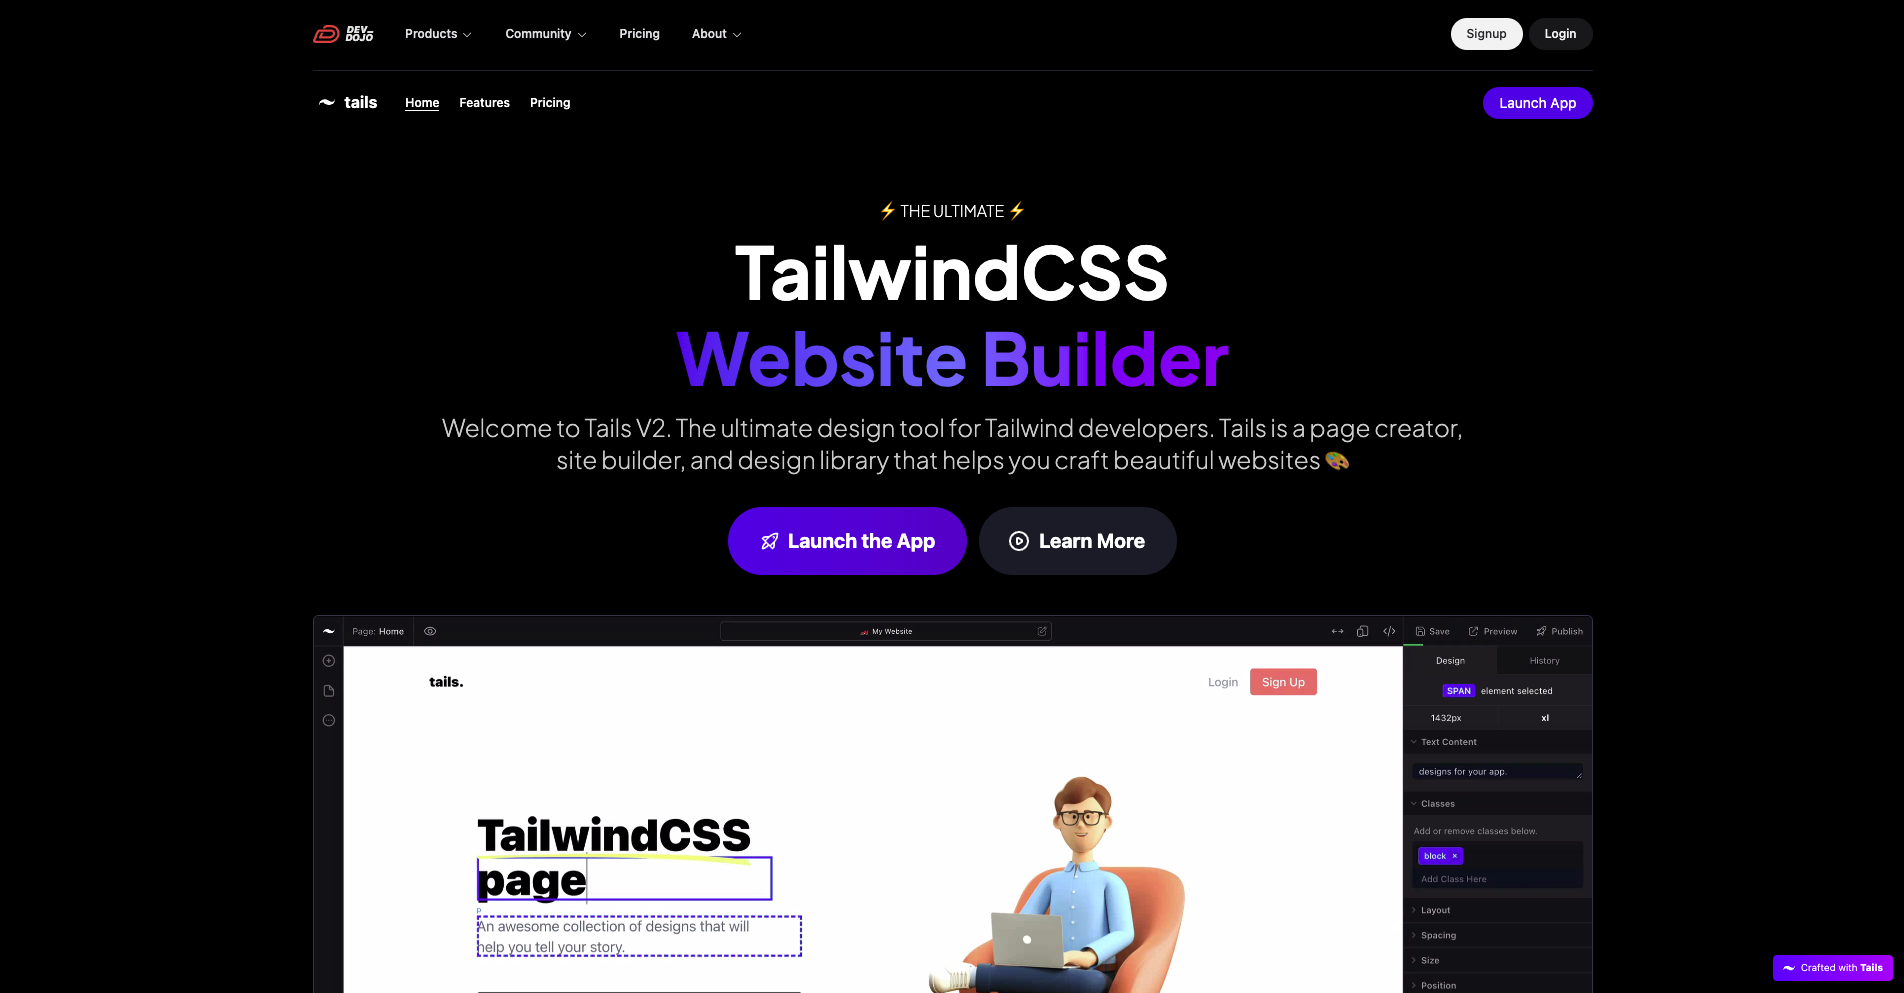 DEV DOJO
Products
Community
Pricing
About
Signup
Login
tails
Home
Features
Pricing
Launch App
⚡ THE ULTIMATE ⚡
TailwindCSS
Website Builder
Welcome to Tails V2. The ultimate design tool for Tailwind developers. Tails is a page creator,
site builder, and design library that helps you craft beautiful websites 🎨
Launch the App
Learn More
Page: Home
My Website
</>
Save
Preview
Publish
Design
History
SPAN element selected
1432px
xl
Text Content
designs for your app.
Classes
Add or remove classes below.
block ×
Add Class Here
Layout
Spacing
Size
Position
tails.
Login
Sign Up
TailwindCSS
page
p
An awesome collection of designs that will
help you tell your story.
Crafted with Tails